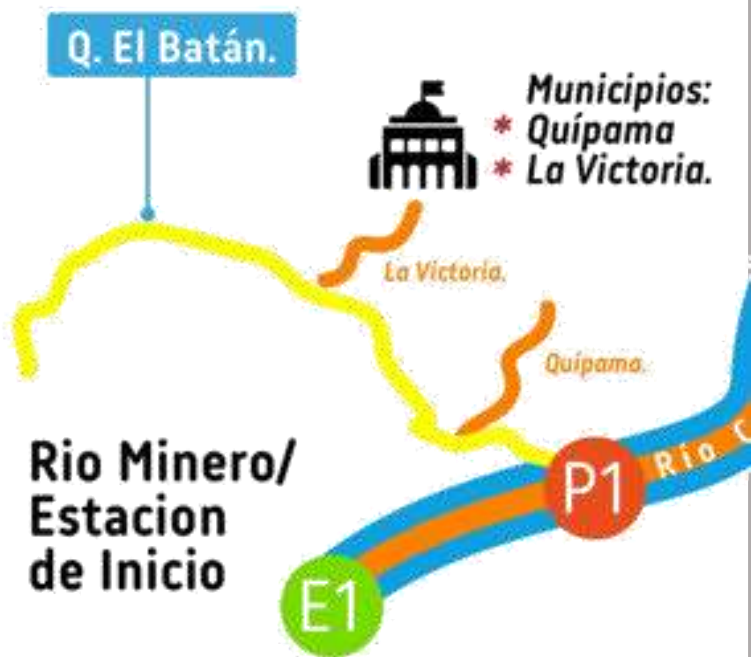 Q. El Batán.
Municipios:
* Quípama
* La Victoria.
La Victoria.
Quípama.
Río
P1
Rio Minero/
Estacion
de Inicio
E1